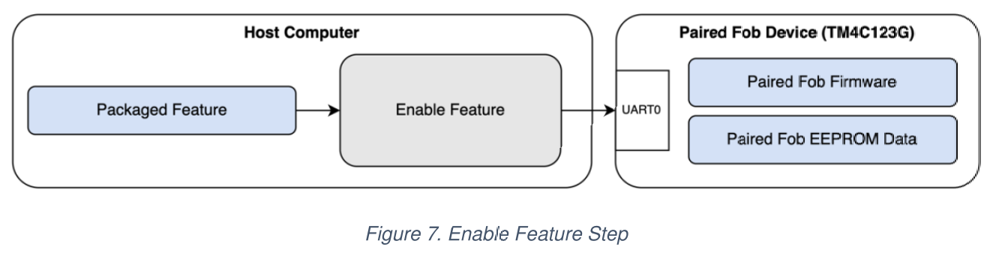 Host Computer
Packaged Feature
Enable Feature
Paired Fob Device (TM4C123G)
UART0
Paired Fob Firmware
Paired Fob EEPROM Data
Figure 7. Enable Feature Step